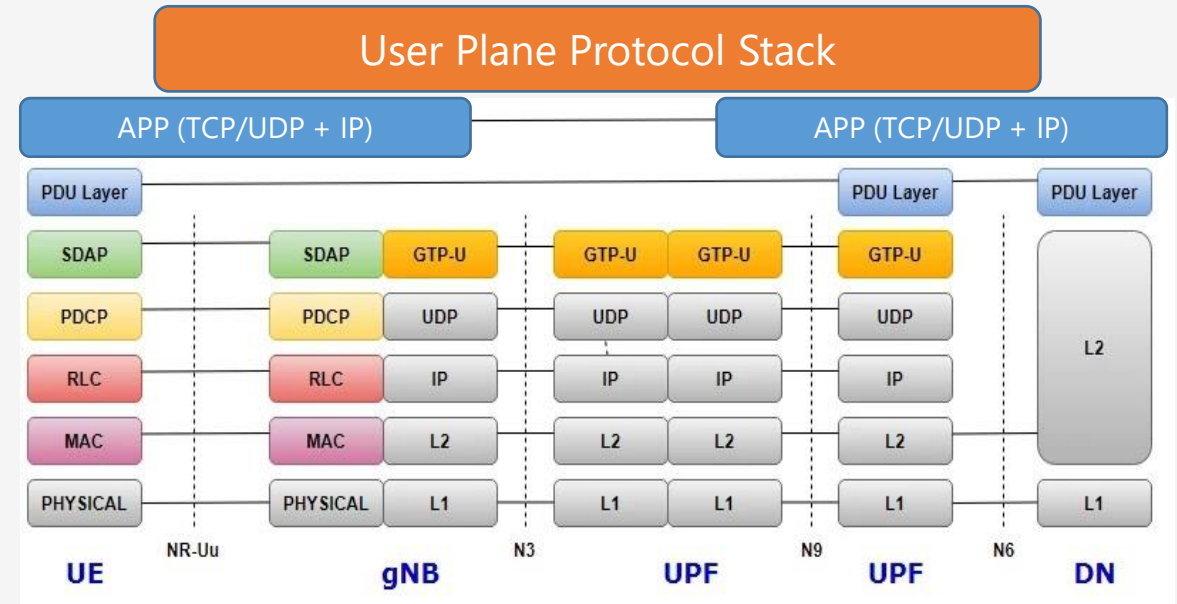 User Plane Protocol Stack
APP (TCP/UDP + IP)
APP (TCP/UDP + IP)
PDU Layer
PDU Layer
PDU Layer
SDAP
SDAP
GTP-U
GTP-U
GTP-U
GTP-U
PDCP
PDCP
UDP
UDP
UDP
UDP
L2
RLC
RLC
IP
IP
IP
IP
MAC
MAC
L2
L2
L2
L2
PHYSICAL
PHYSICAL
L1
L1
L1
L1
L1
NR-Uu
N3
N9
N6
UE
gNB
UPF
UPF
DN